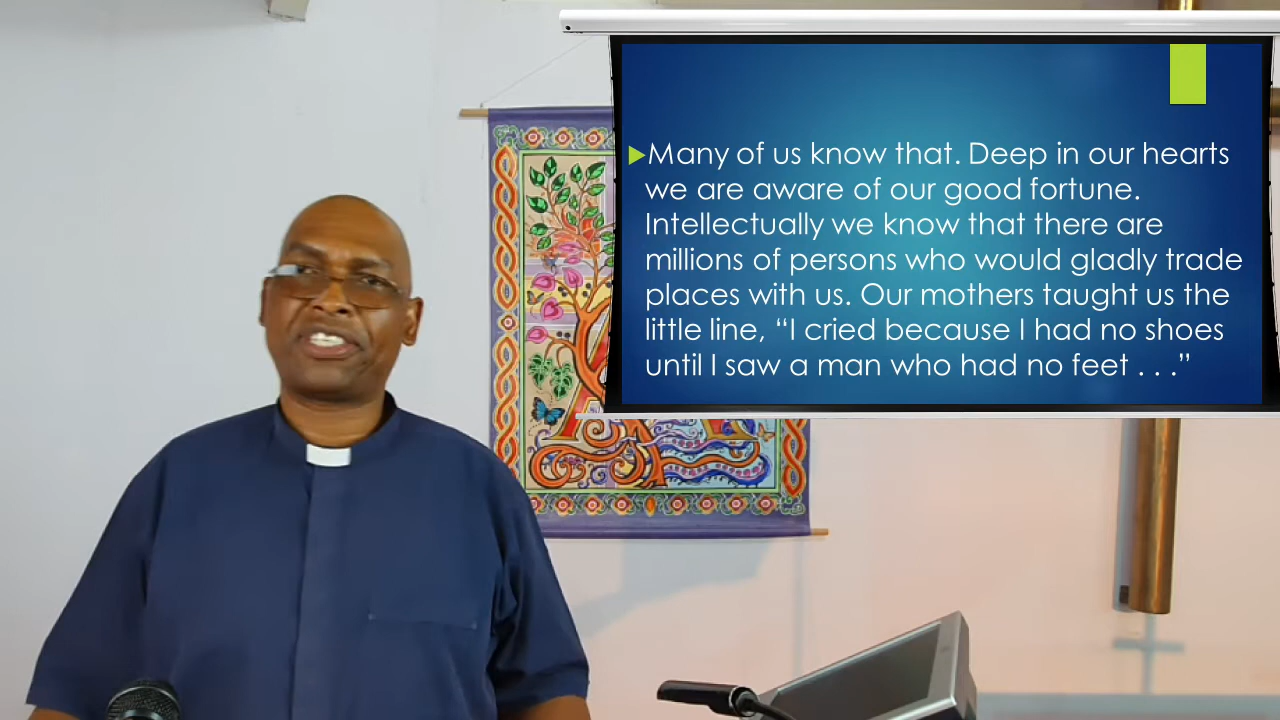 Many of us know that. Deep in our hearts
we are aware of our good fortune.
Intellectually we know that there are
millions of persons who would gladly trade
places with us. Our mothers taught us the
little line, “I cried because I had no shoes
until I saw a man who had no feet . . .”